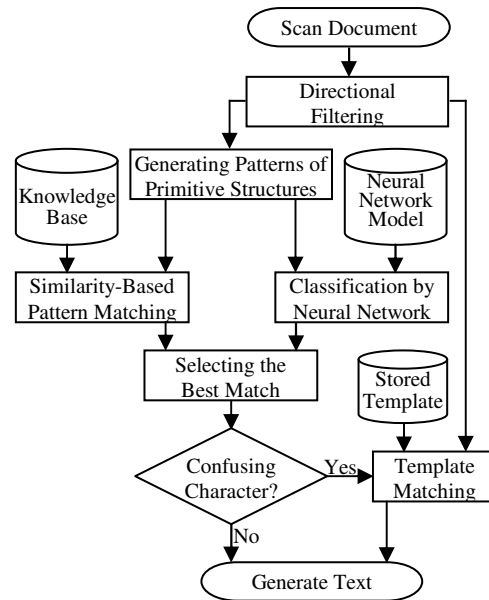 Scan Document
Directional
Filtering
Generating Patterns of
Primitive Structures
Knowledge
Base
Neural
Network
Model
Similarity-Based
Pattern Matching
Classification by
Neural Network
Selecting the
Best Match
Stored
Template
Confusing
Character?
Yes
Template
Matching
No
Generate Text